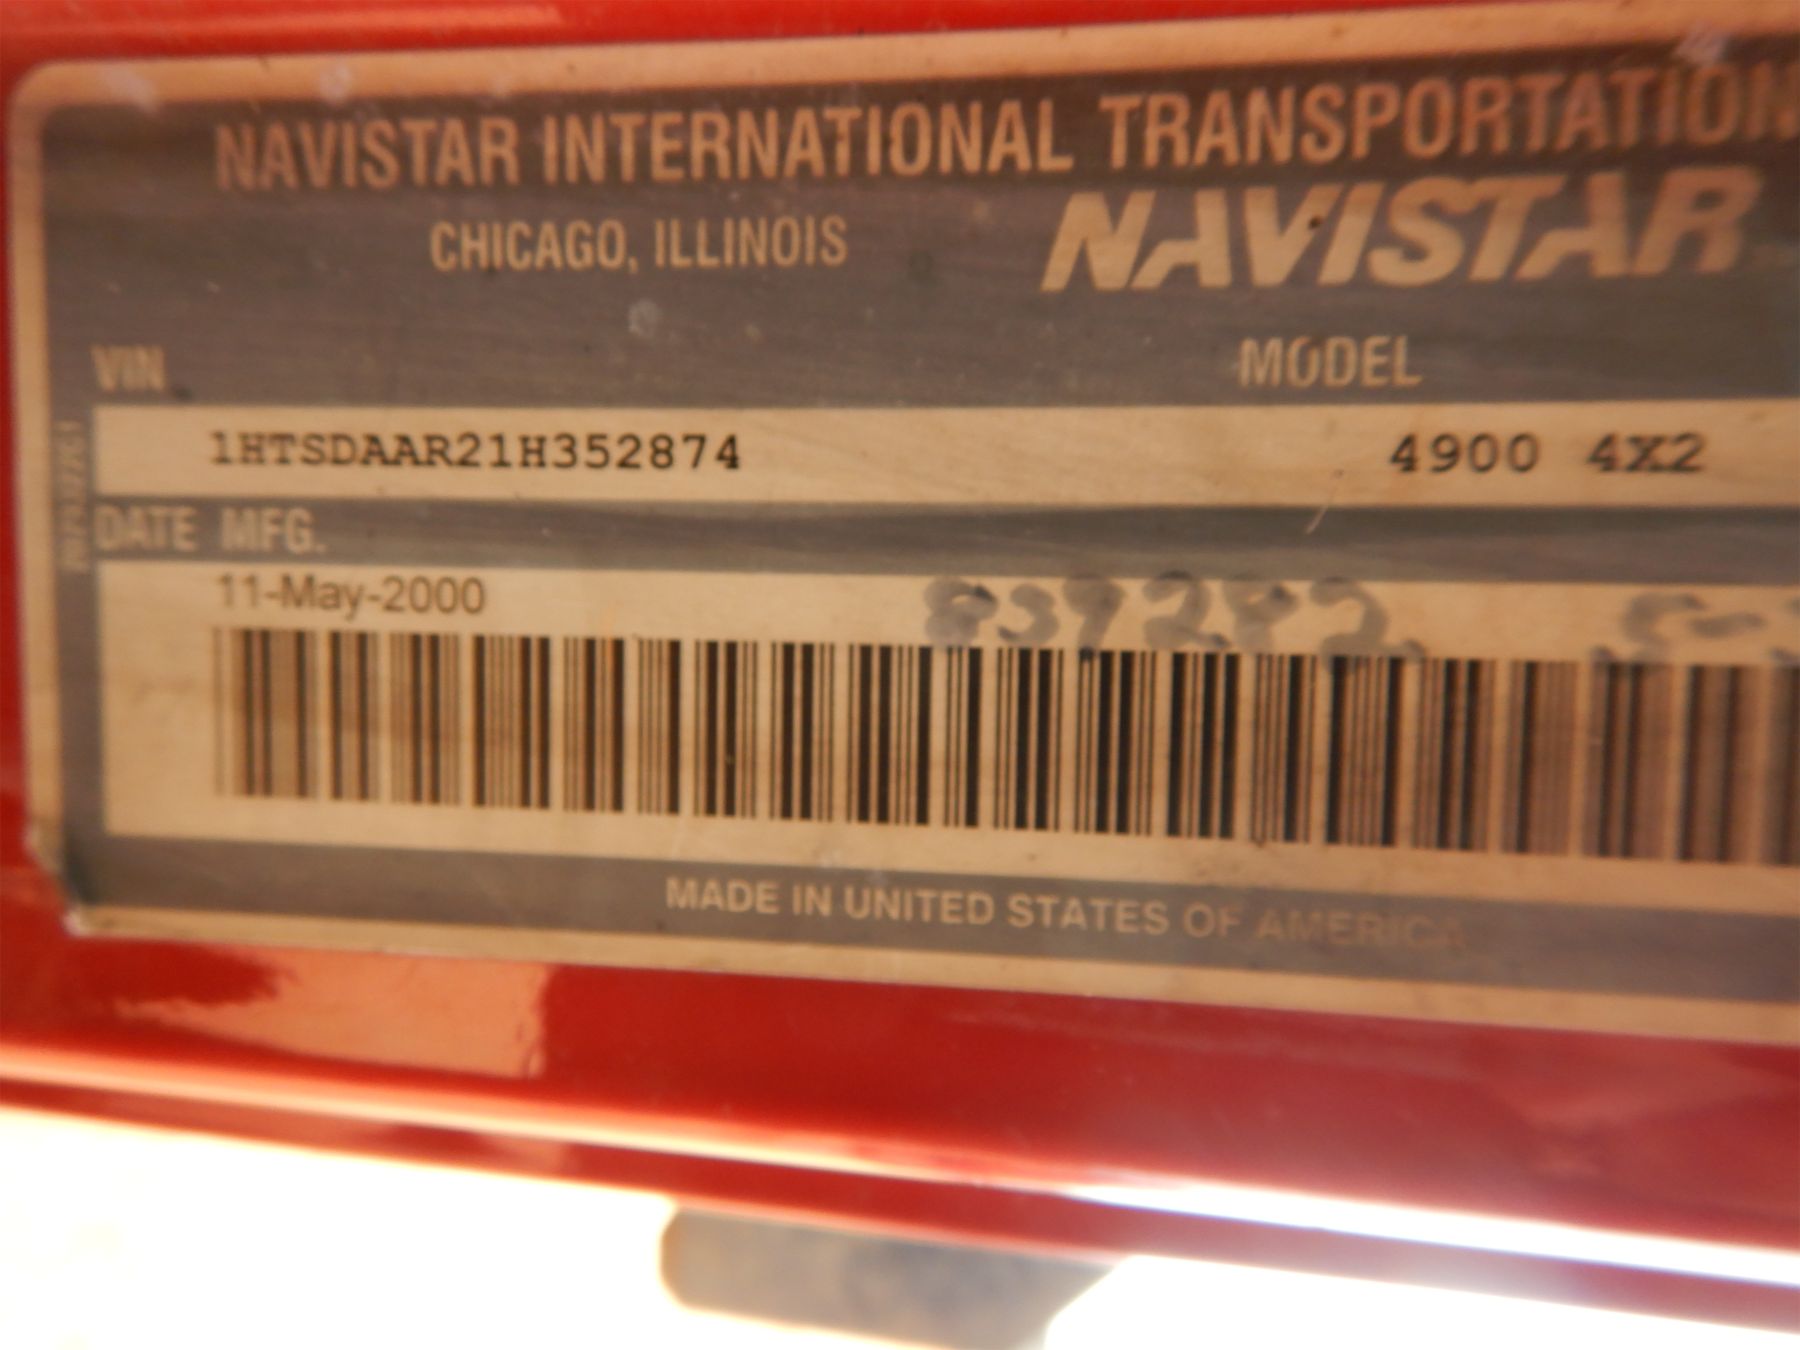 NAVISTAR INTERNATIONAL TRANSPORTATION
CHICAGO, ILLINOIS
NAVISTAR
VIN
MODEL
1HTSDAAR21H352874
4900 4X2
DATE MFG.
11-May-2000
839282
MADE IN UNITED STATES OF AMERICA